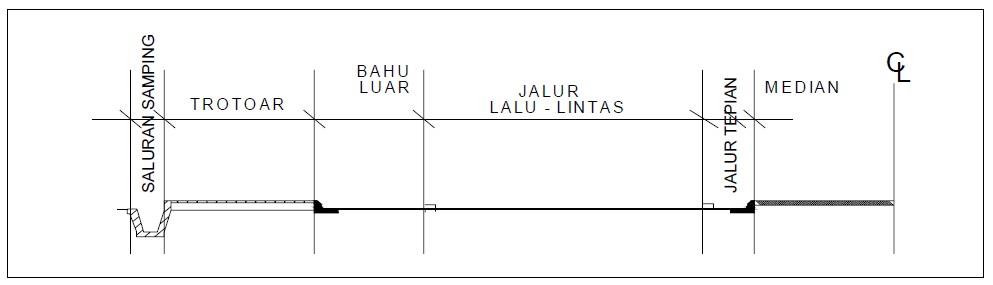 SALURAN SAMPING
TROTOAR
BAHU
LUAR
JALUR
LALU - LINTAS
JALUR TEPIAN
MEDIAN
CL